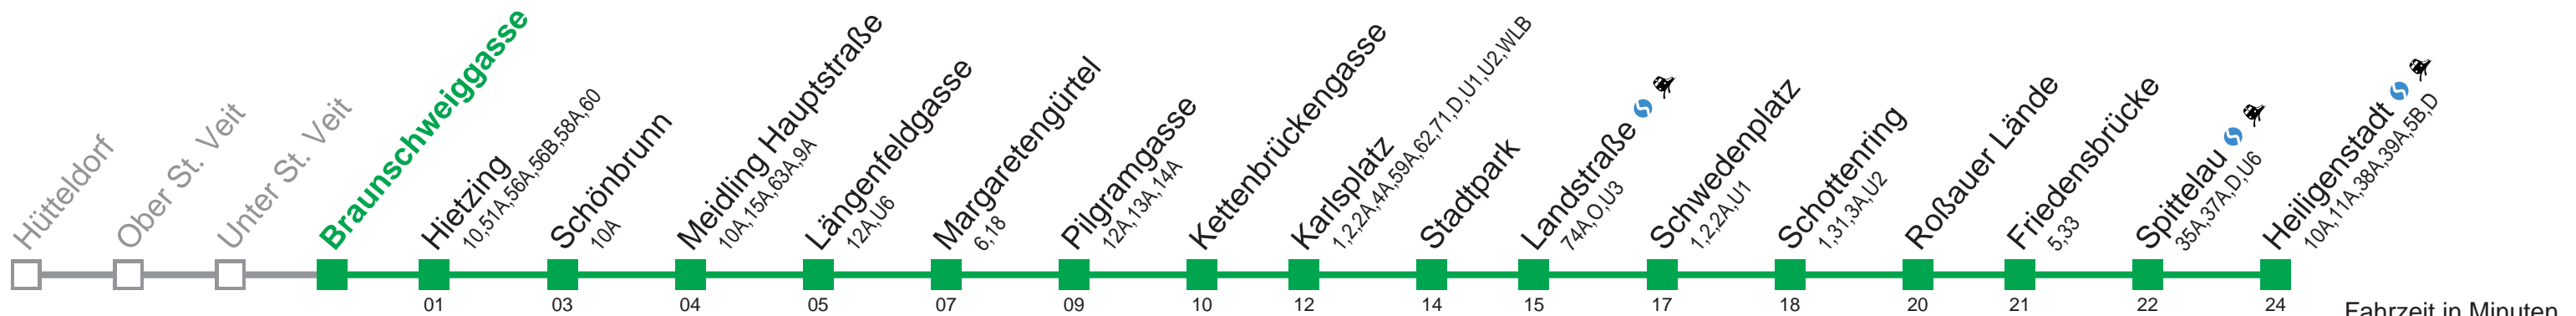 Hütteldorf
Ober St. Veit
Unter St. Veit
Braunschweiggasse
Hietzing
10,51A,56A,56B,58A,60
Schönbrunn
10A
Meidling Hauptstraße
10A,15A,63A,9A
Längenfeldgasse
12A,U6
Margaretengürtel
6,18
Pilgramgasse
12A,13A,14A
Kettenbrückengasse
Karlsplatz
1,2,2A,4A,59A,62,71,D,U1,U2,WLB
Stadtpark
Landstraße
74A,O,U3
Schwedenplatz
1,2,2A,U1
Schottenring
1,31,3A,U2
Roßauer Lände
Friedensbrücke
5,33
Spittelau
35A,37A,D,U6
Heiligenstadt
10A,11A,38A,39A,5B,D
01 03 04 05 07 09 10 12 14 15 17 18 20 21 22 24
Fahrzeit in Minuten